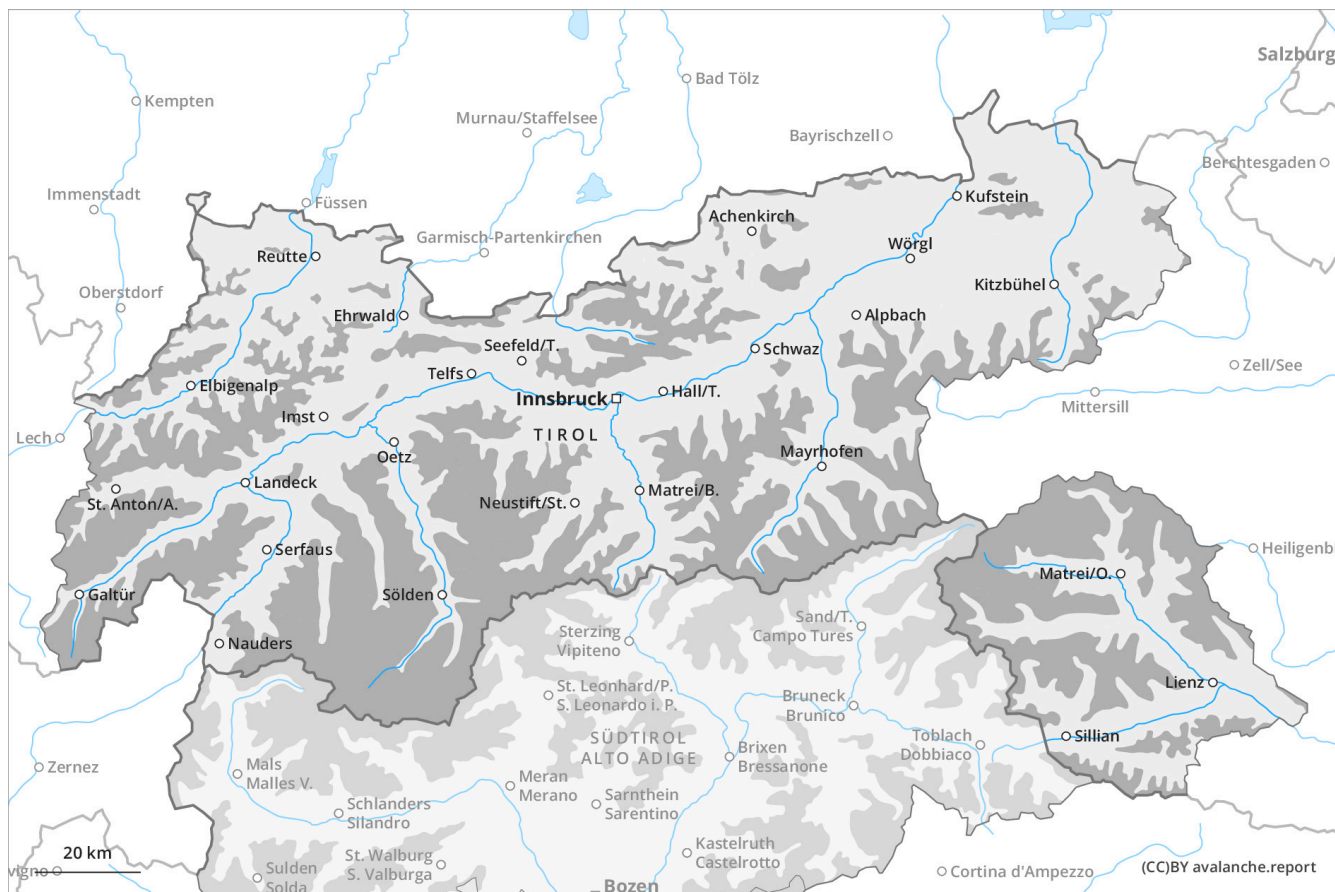 Salzburg
Bad Tölz
Kempten
Murnau/Staffelsee
Bayrischzell
Berchtesgaden
Immenstadt
Füssen
Kufstein
Achenkirch
Garmisch-Partenkirchen
Wörgl
Reutte
Kitzbühel
Oberstdorf
Ehrwald
Alpbach
Seefeld/T.
Schwaz
Zell/See
Telfs
Elbigenalp
Hall/T.
Innsbruck
Mittersill
Imst
TIROL
Lech
Oetz
Mayrhofen
Landeck
Matrei/B.
St. Anton/A.
Neustift/St.
Serfaus
Heiligenb
Matrei/O.
Galtür
Sölden
Sand/T.
Campo Tures
Sterzing
Vipiteno
Nauders
Lienz
St. Leonhard/P.
S. Leonardo i. P.
Bruneck
Brunico
Toblach
Dobbiaco
Sillian
SÜDTIROL
ALTO ADIGE
Brixen
Bressanone
Zernez
Mals
Malles V.
Meran
Merano
Sarnthein
Sarentino
Schlanders
Silandro
Kastelruth
Castelrotto
20 km
St. Walburg
S. Valburga
vigno
Sulden
Solda
Cortina d'Ampezzo
(CC)BY avalanche.report
Bozen